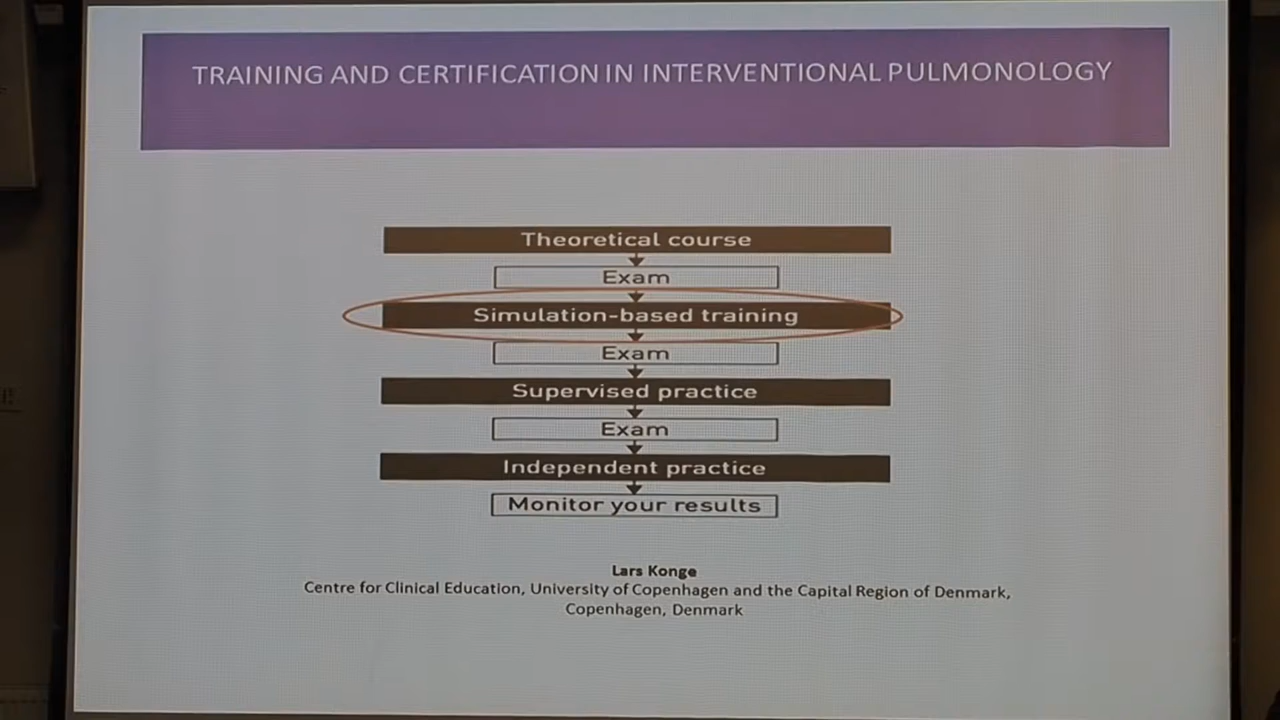 TRAINING AND CERTIFICATION IN INTERVENTIONAL PULMONOLOGY
Theoretical course
Exam
Simulation-based training
Exam
Supervised practice
Exam
Independent practice
Monitor your results
Lars Konge
Centre for Clinical Education, University of Copenhagen and the Capital Region of Denmark,
Copenhagen, Denmark